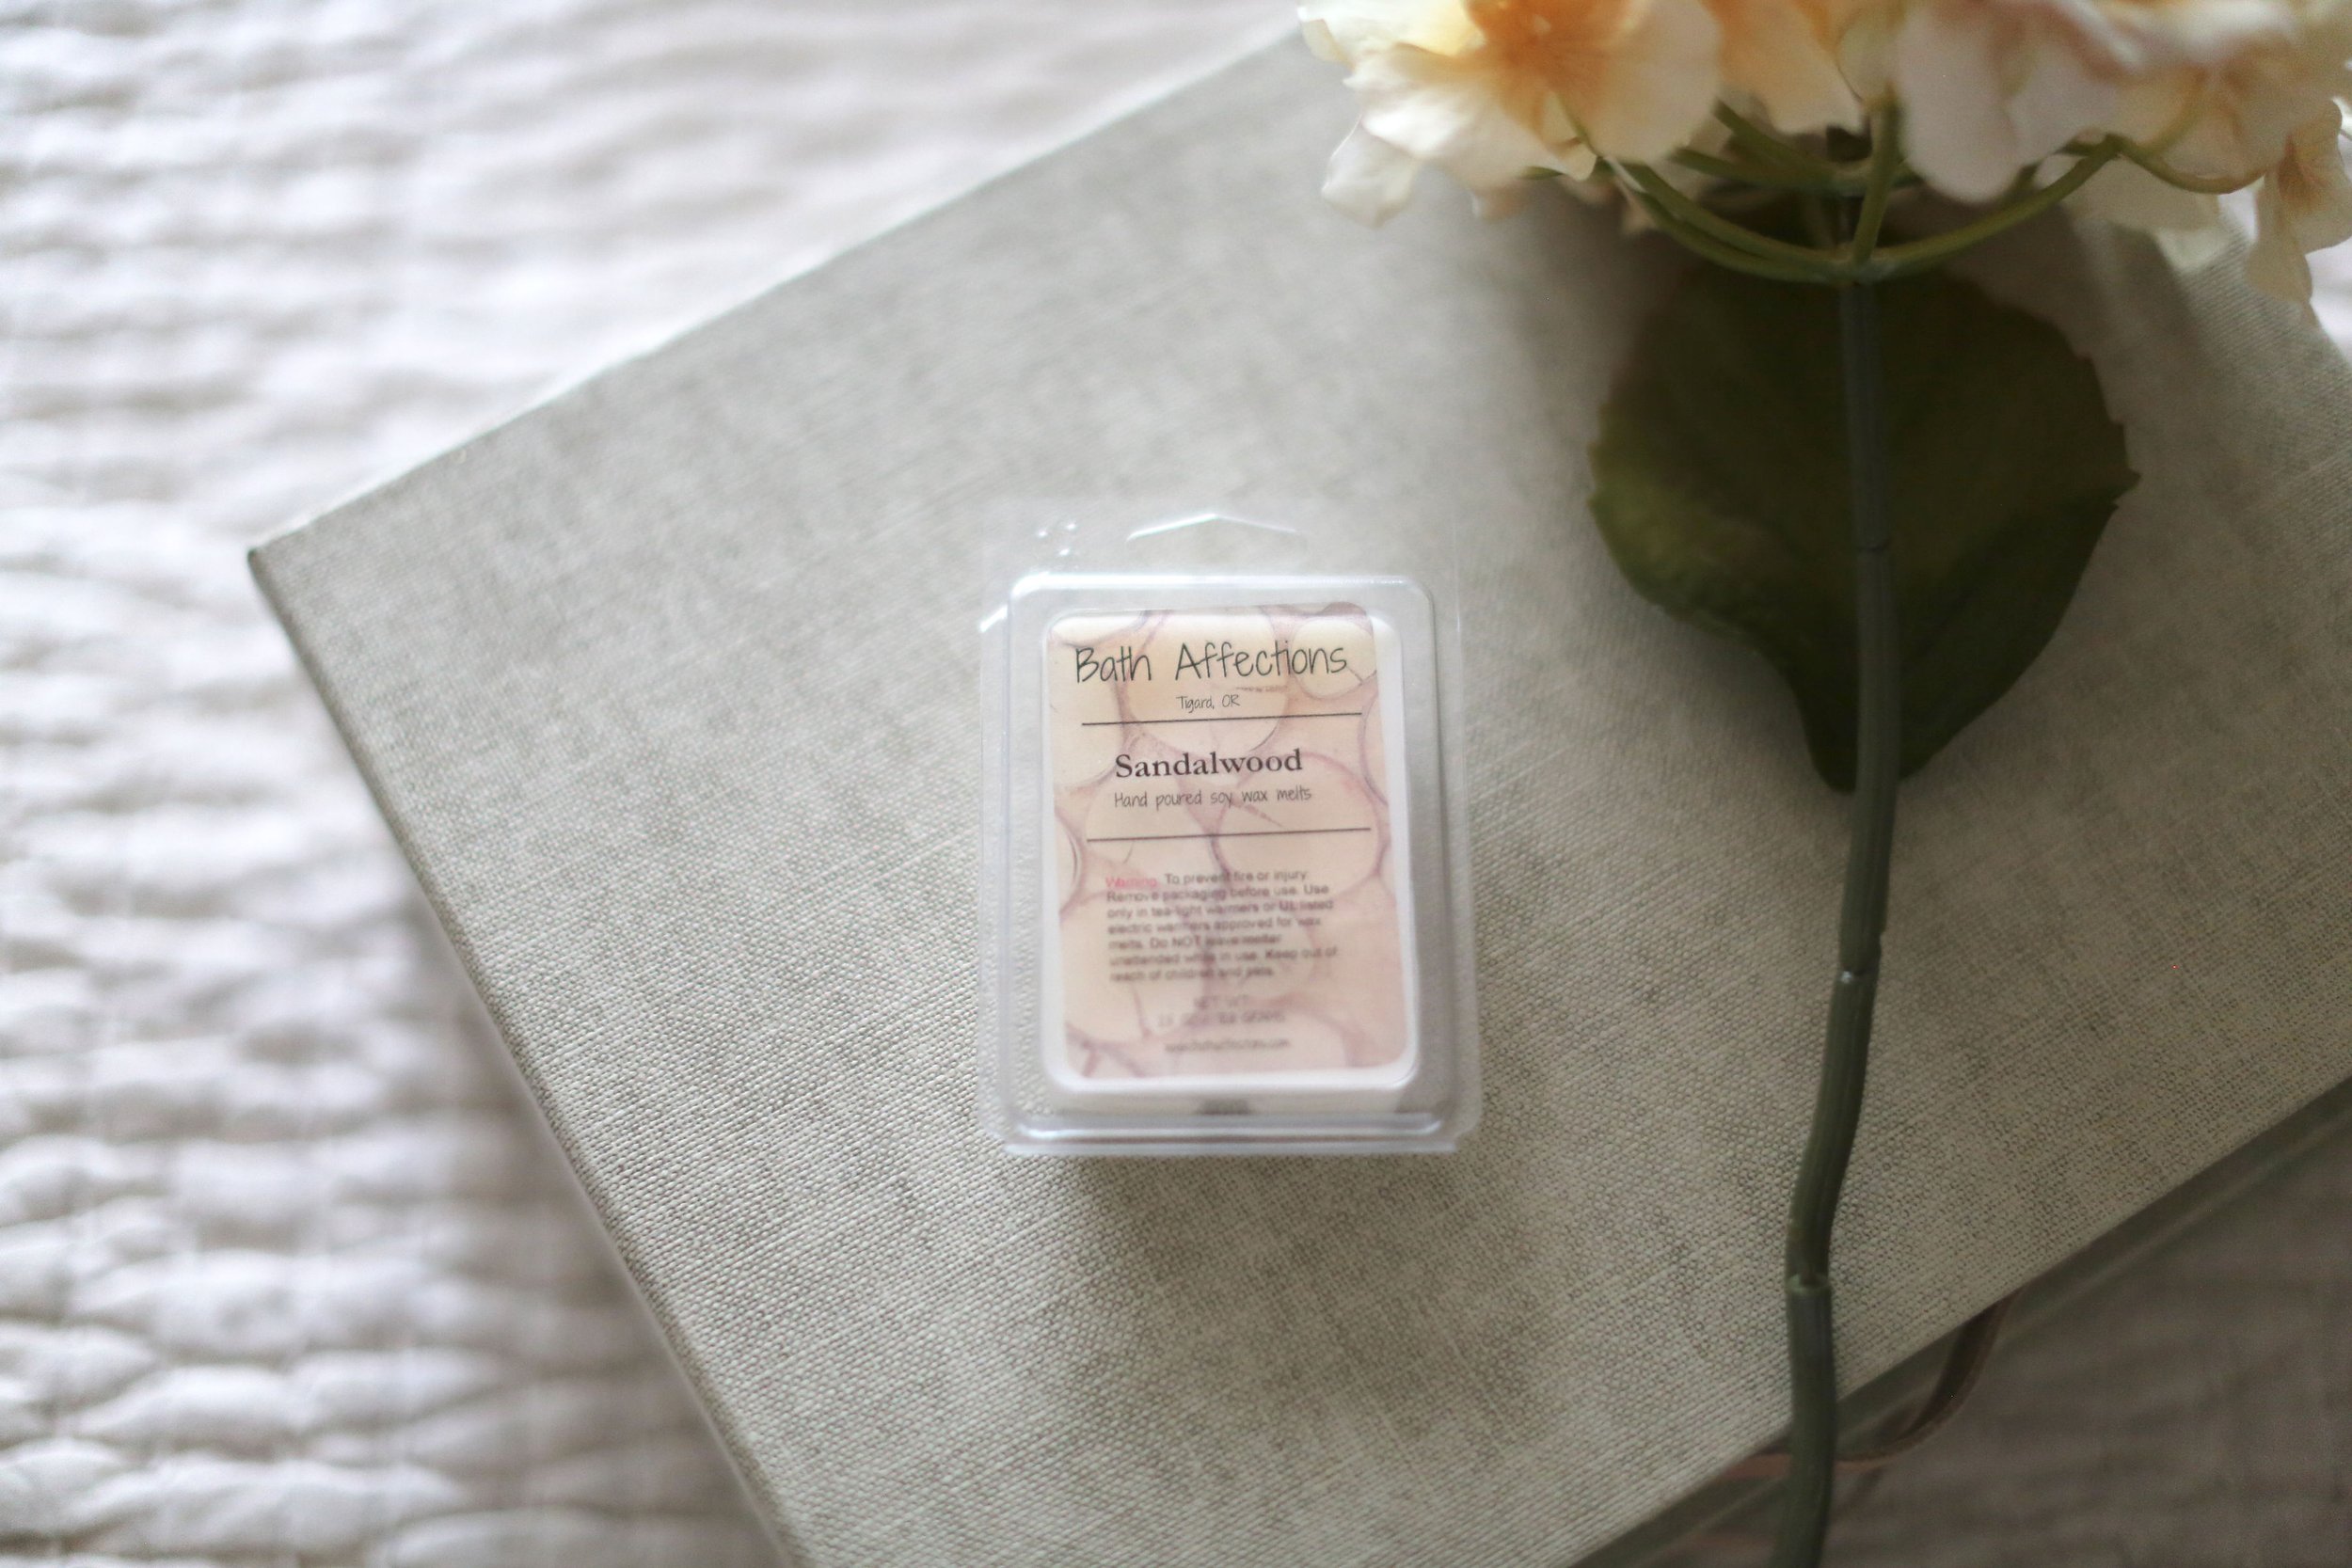 Bath Affections
Tigard, OR
Sandalwood
Hand poured soy wax melts
Warning: To prevent fire or injury
Remove packaging before use. Use
only in tea-light warmers or UL listed
electric warmers approved for wax
melts. Do NOT leave
unattended while in use. Keep out of
reach of children and pets.
NET WT